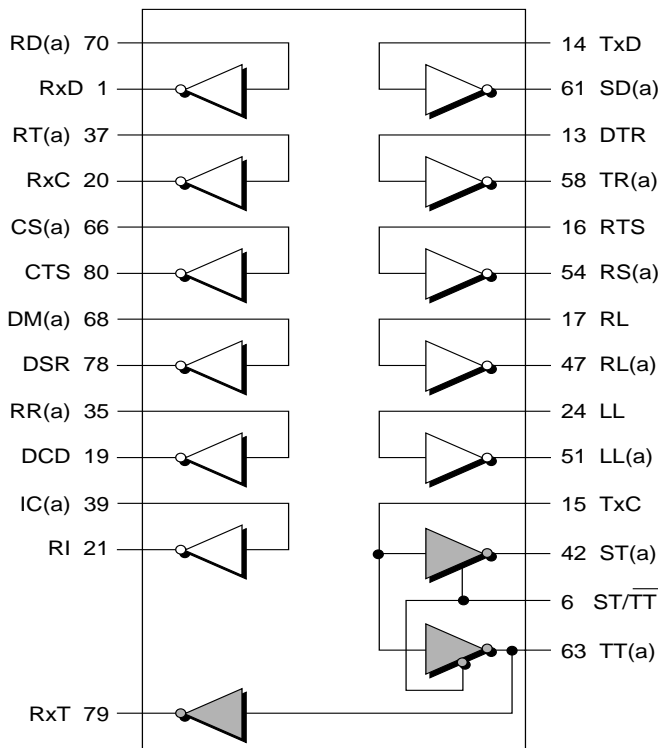 RD(a) 70
RxD 1
RT(a) 37
RxC 20
CS(a) 66
CTS 80
DM(a) 68
DSR 78
RR(a) 35
DCD 19
IC(a) 39
RI 21
RxT 79
14 TxD
61 SD(a)
13 DTR
58 TR(a)
16 RTS
54 RS(a)
17 RL
47 RL(a)
24 LL
51 LL(a)
15 TxC
42 ST(a)
6 ST/T̅T̅
63 TT(a)